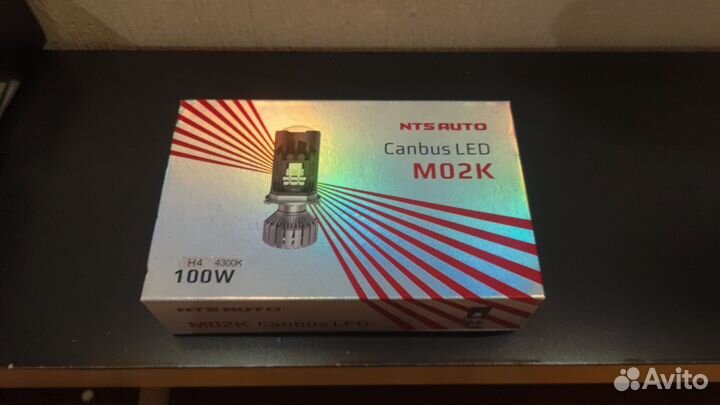 NTS AUTO
Canbus LED
M02K
H4 4300K
100W
NTS AUTO
M02K Canbus LED
Avito